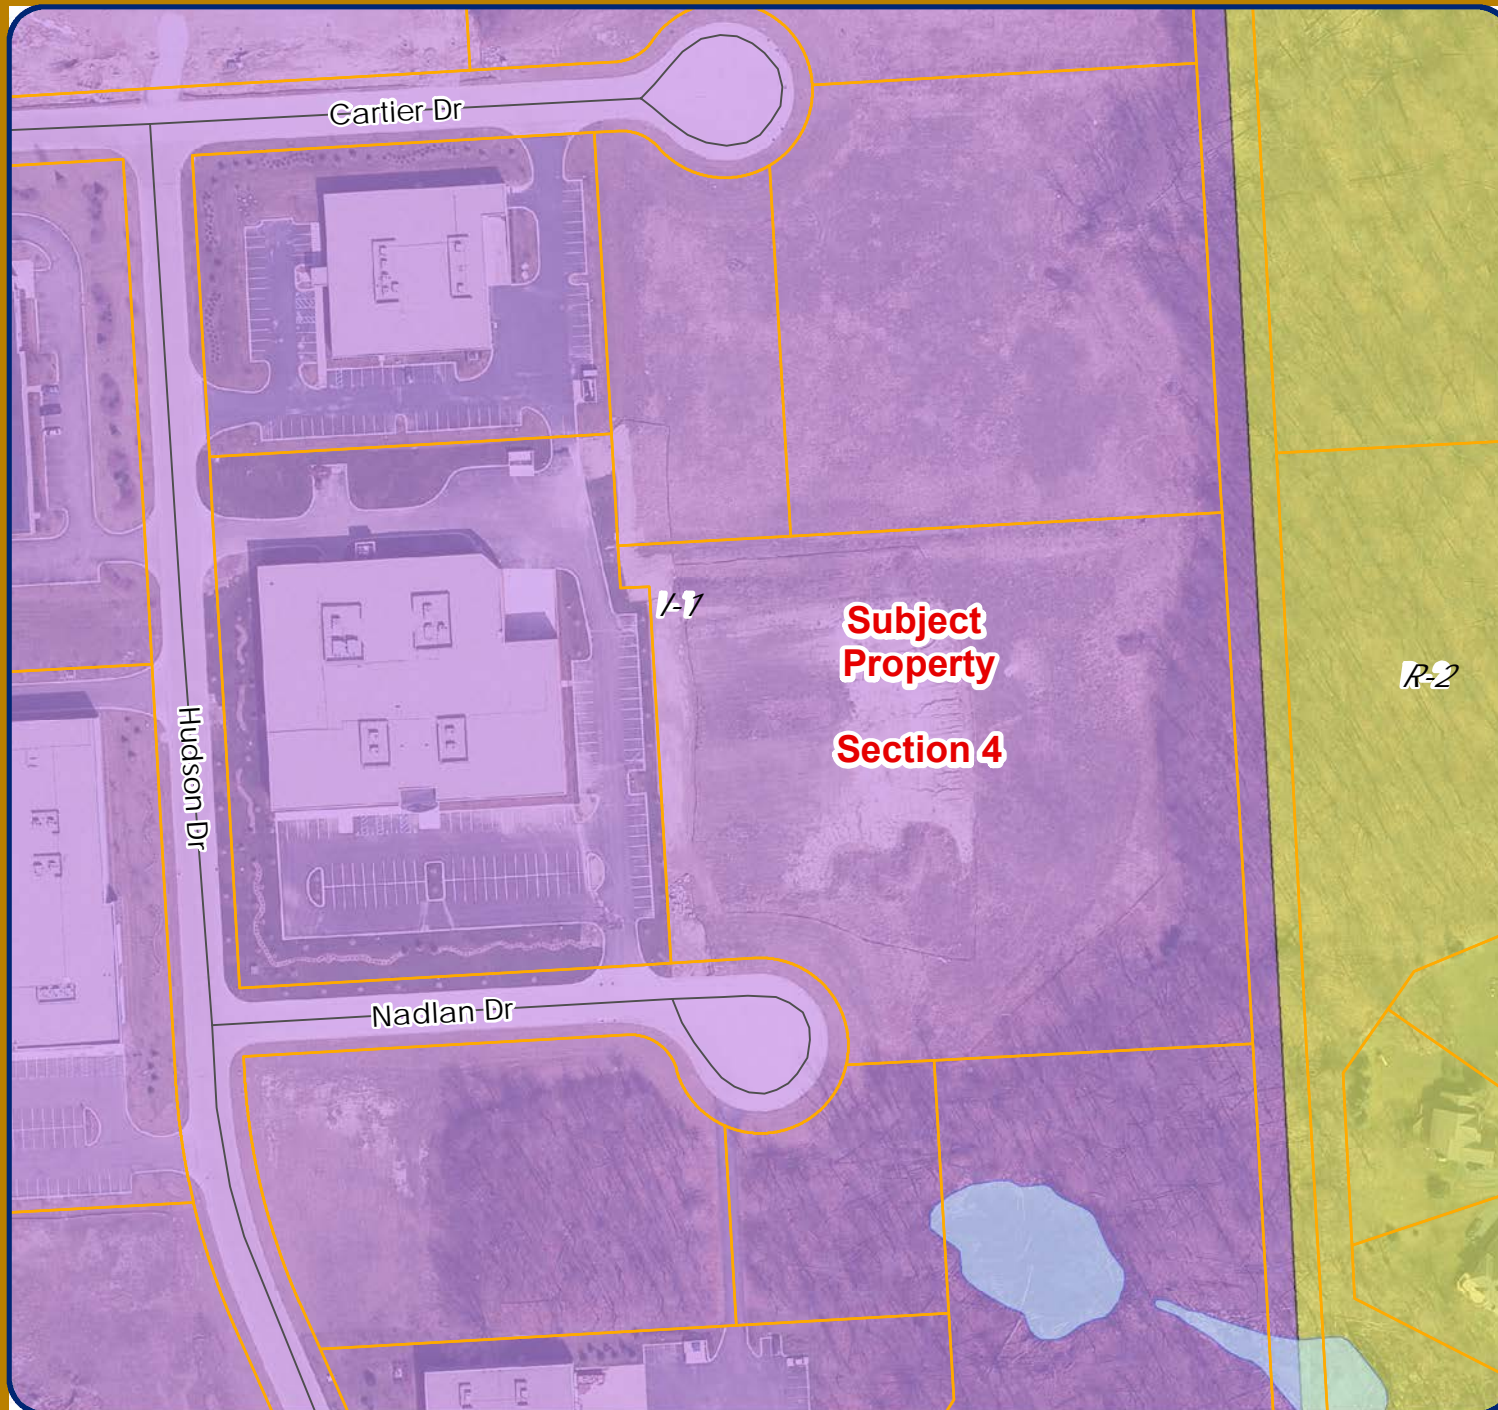 Cartier Dr
I-1
Subject
Property
R-2
Section 4
Hudson Dr
Nadlan Dr